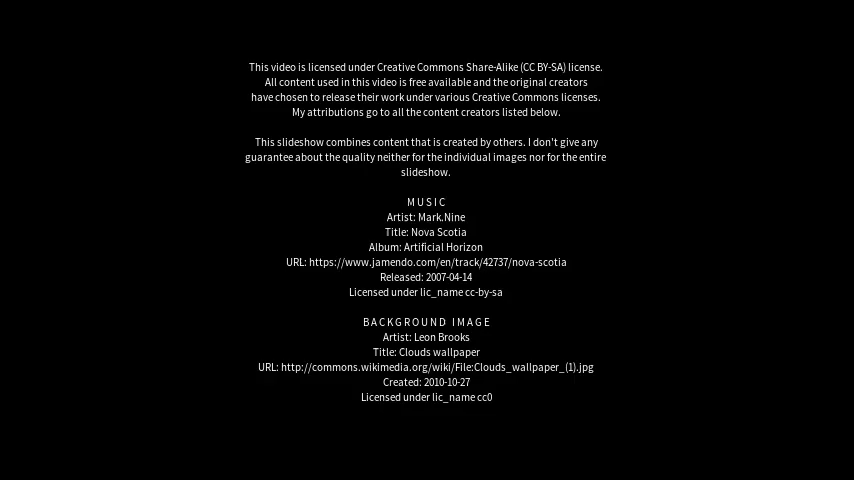 This video is licensed under Creative Commons Share-Alike (CC BY-SA) license.
All content used in this video is free available and the original creators
have chosen to release their work under various Creative Commons licenses.
My attributions go to all the content creators listed below.
This slideshow combines content that is created by others. I don't give any
guarantee about the quality neither for the individual images nor for the entire
slideshow.
MUSIC
Artist: Mark.Nine
Title: Nova Scotia
Album: Artificial Horizon
URL: https://www.jamendo.com/en/track/42737/nova-scotia
Released: 2007-04-14
Licensed under lic_name cc-by-sa
BACKGROUND IMAGE
Artist: Leon Brooks
Title: Clouds wallpaper
URL: http://commons.wikimedia.org/wiki/File:Clouds_wallpaper_(1).jpg
Created: 2010-10-27
Licensed under lic_name cc0